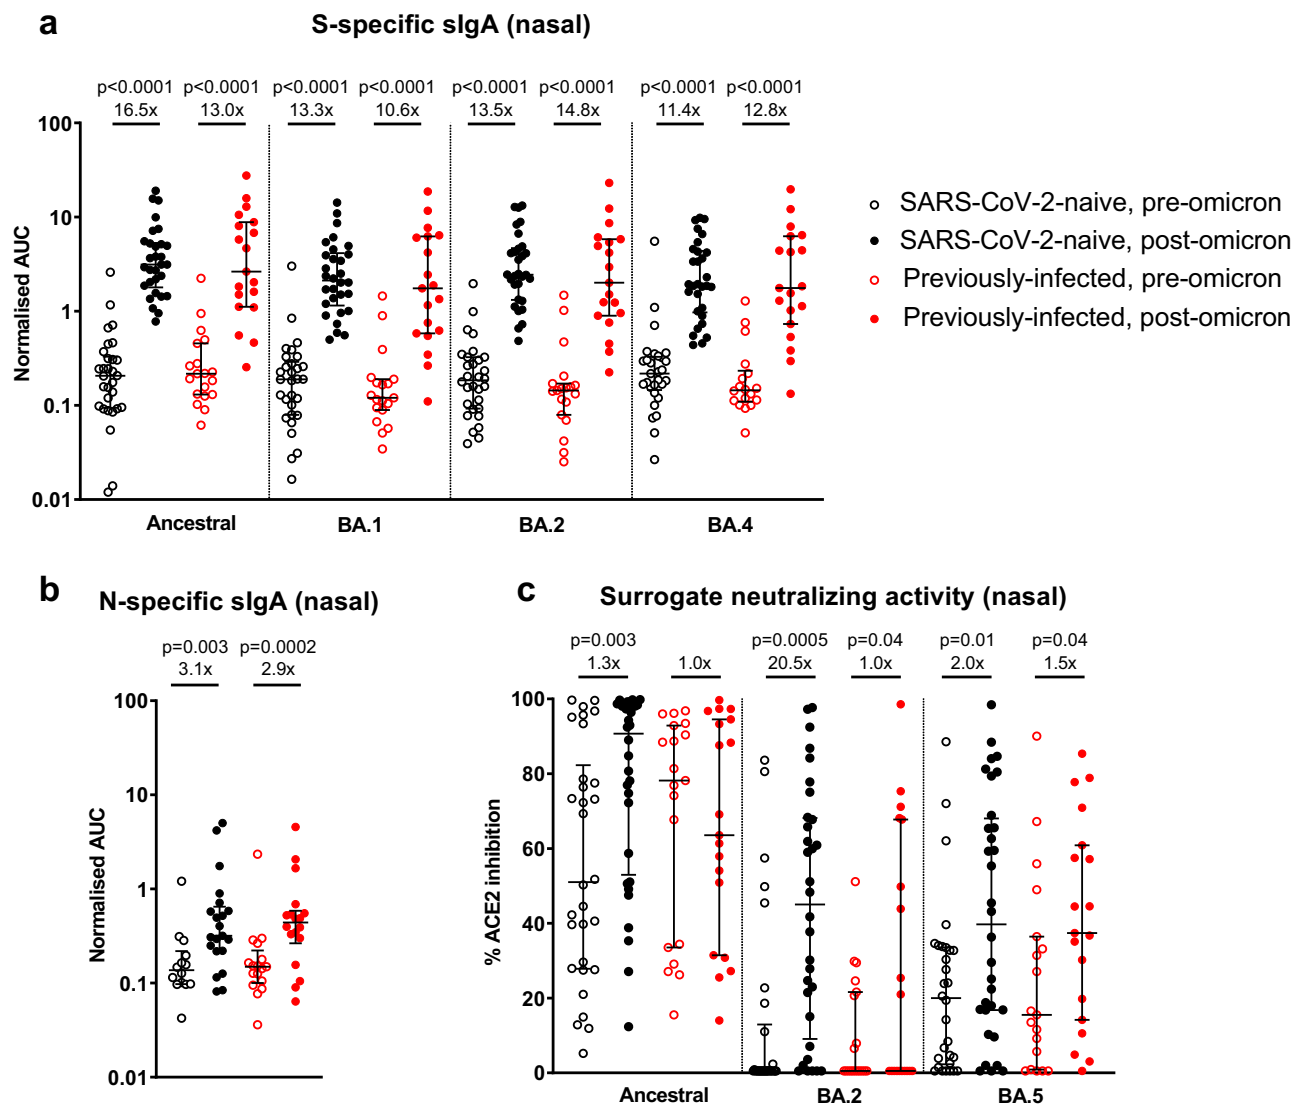 a
S-specific sIgA (nasal)
p<0.0001 p<0.0001 p<0.0001 p<0.0001 p<0.0001 p<0.0001 p<0.0001 p<0.0001
16.5x 13.0x 13.3x 10.6x 13.5x 14.8x 11.4x 12.8x
100
10
1
0.1
0.01
Normalised AUC
Ancestral BA.1 BA.2 BA.4
SARS-CoV-2-naive, pre-omicron
SARS-CoV-2-naive, post-omicron
Previously-infected, pre-omicron
Previously-infected, post-omicron
b
N-specific sIgA (nasal)
p=0.003 p=0.0002
3.1x 2.9x
100
10
1
0.1
0.01
Normalised AUC
c
Surrogate neutralizing activity (nasal)
p=0.003 p=0.0005 p=0.04 p=0.01 p=0.04
1.3x 1.0x 20.5x 1.0x 2.0x 1.5x
100
80
60
40
20
0
% ACE2 inhibition
Ancestral BA.2 BA.5